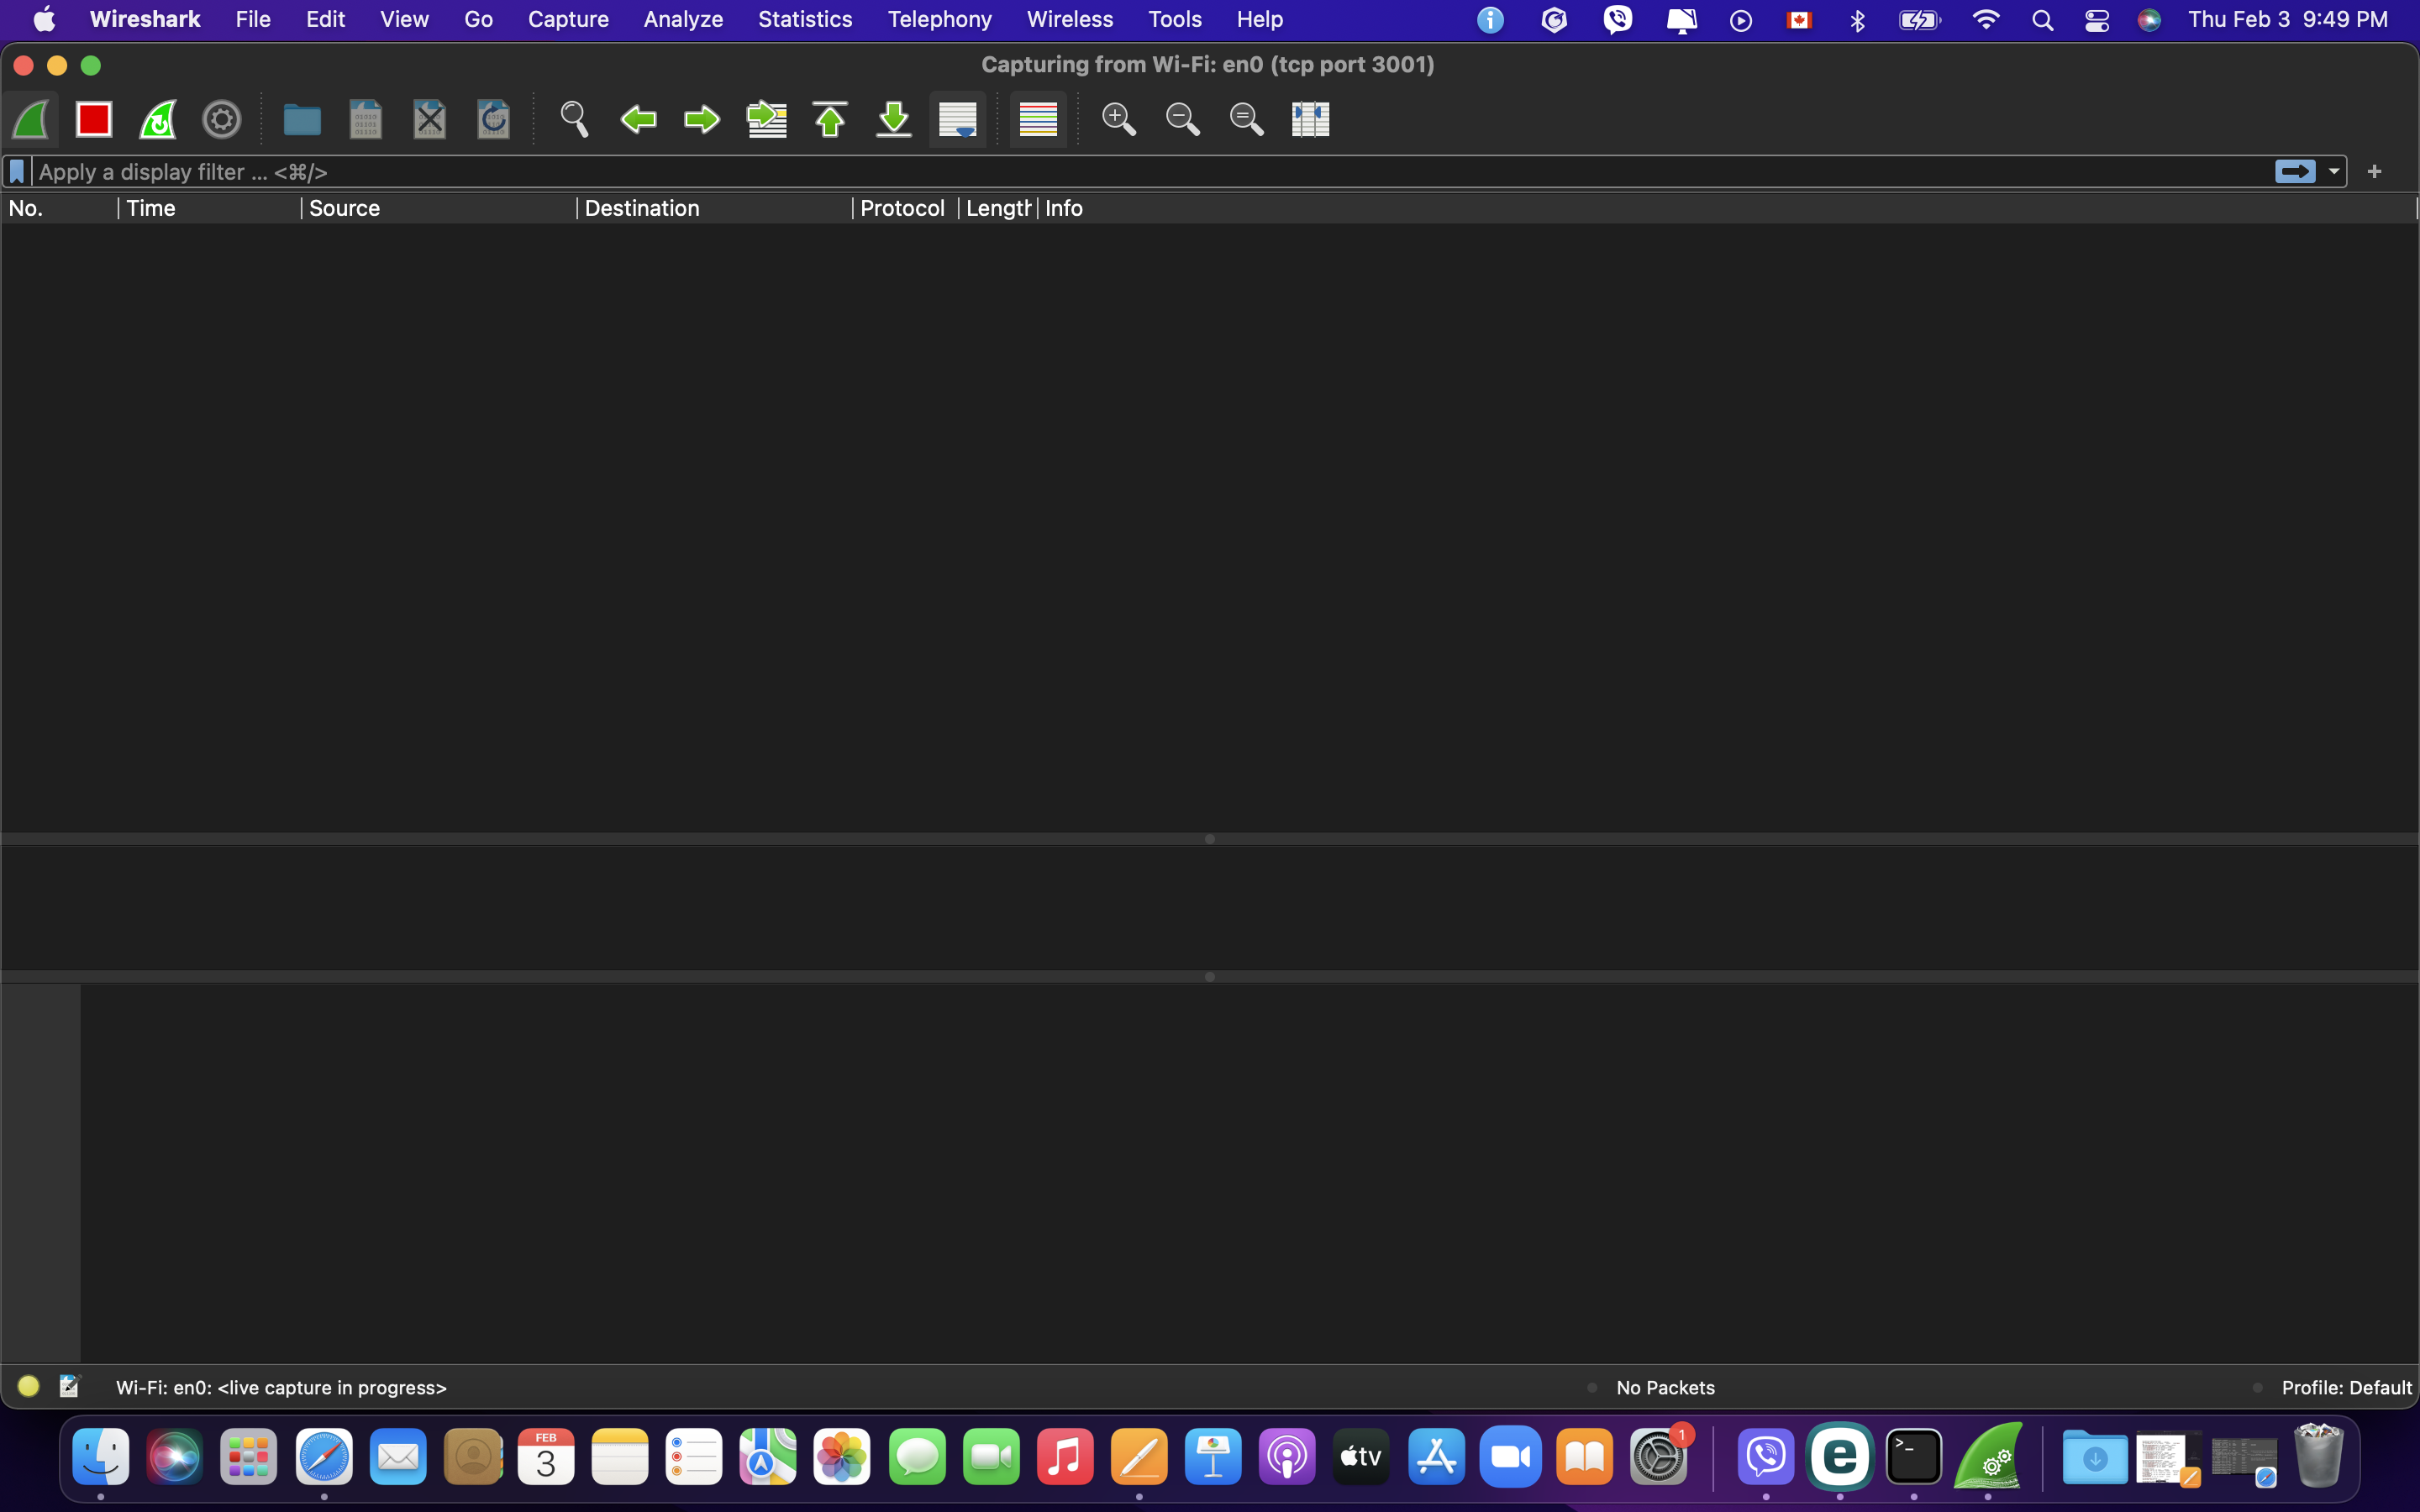 Wireshark File Edit View Go Capture Analyze Statistics Telephony Wireless Tools Help Thu Feb 3 9:49 PM
Capturing from Wi-Fi: en0 (tcp port 3001)
Apply a display filter ... <⌘/>
No. Time Source Destination Protocol Length Info
Wi-Fi: en0: <live capture in progress> No Packets Profile: Default
FEB
3
tv
1
e
>_